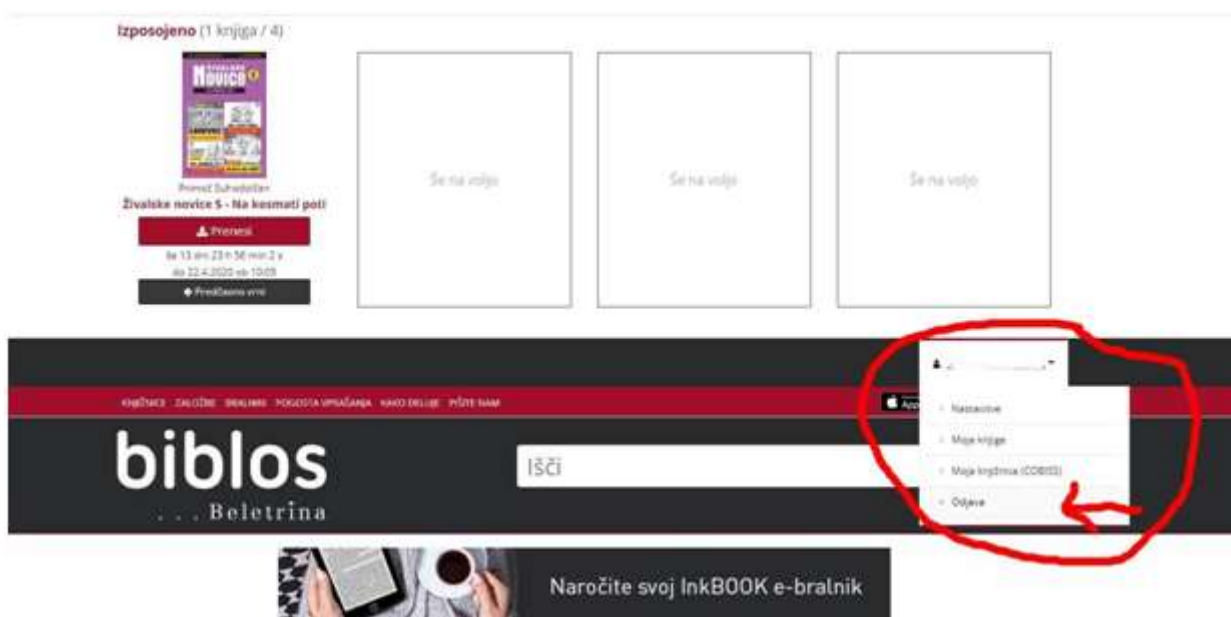 Izposojeno (1 knjiga / 4)
NOVICE
Primož Suhodolčan
Živalske novice 5 - Na kosmati poti
Prenesi
še 13 dni 23 h 56 min 2 s
do 22.4.2020 ob 10:05
Predčasno vrni
Še na voljo
Še na voljo
Še na voljo
KNJIŽNICE ZALOŽBE BRALNIKI POGOSTA VPRAŠANJA KAKO DELUJE PIŠITE NAM
App
Nastavitve
Moje knjige
Moja knjižnica (COBISS)
Odjava
biblos
. . . Beletrina
Išči
Naročite svoj InkBOOK e-bralnik